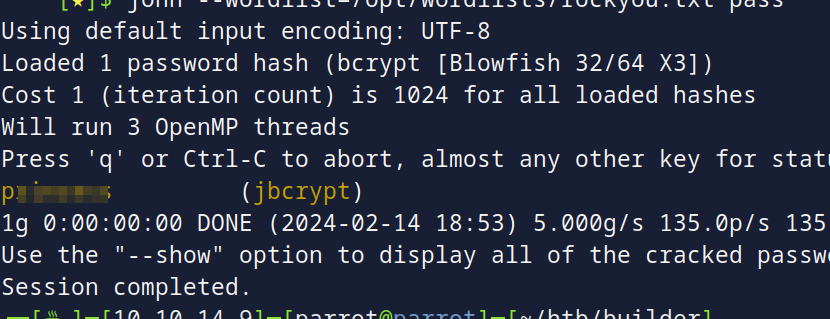 [★]$ john --wordlist=/opt/wordlists/rockyou.txt pass
Using default input encoding: UTF-8
Loaded 1 password hash (bcrypt [Blowfish 32/64 X3])
Cost 1 (iteration count) is 1024 for all loaded hashes
Will run 3 OpenMP threads
Press 'q' or Ctrl-C to abort, almost any other key for statu
(jbcrypt)
1g 0:00:00:00 DONE (2024-02-14 18:53) 5.000g/s 135.0p/s 135
Use the "--show" option to display all of the cracked passw
Session completed.
[10.10.14.9]─[parrot@parrot]─[~/htb/builder]